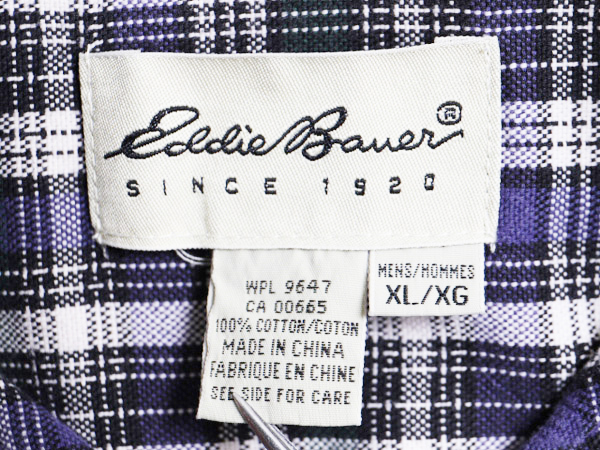 Eddie Bauer®
SINCE 1920
WPL 9647
CA 00665
100% COTTON/COTON
MADE IN CHINA
FABRIQUE EN CHINE
SEE SIDE FOR CARE
MENS/HOMMES
XL/XG